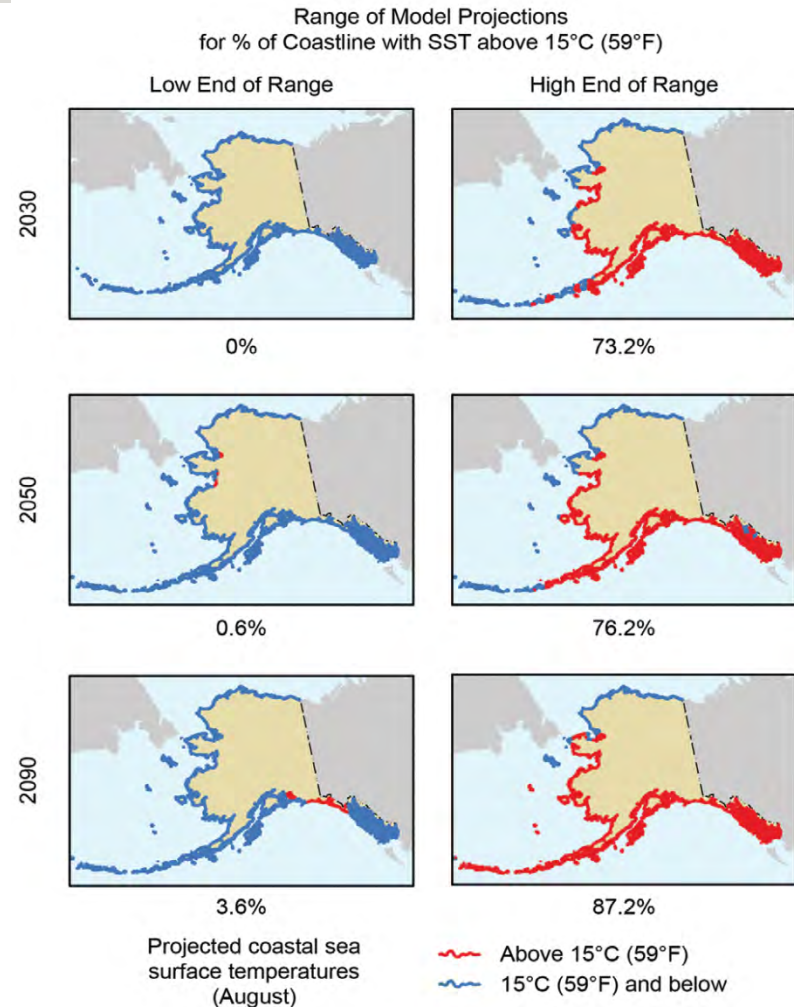 Range of Model Projections
for % of Coastline with SST above 15°C (59°F)
Low End of Range
High End of Range
2030
0%
73.2%
2050
0.6%
76.2%
2090
3.6%
87.2%
Projected coastal sea
surface temperatures
(August)
Above 15°C (59°F)
15°C (59°F) and below